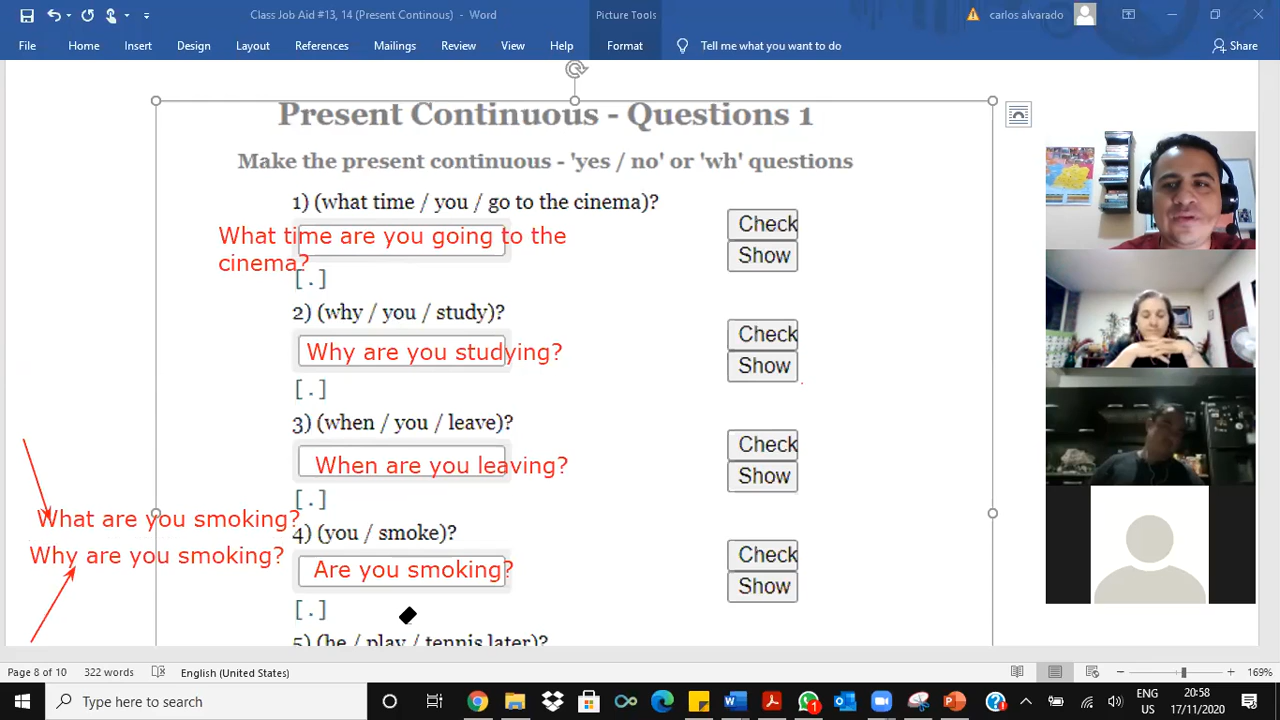 Class Job Aid #13, 14 (Present Continous) - Word
Picture Tools
carlos alvarado
File
Home
Insert
Design
Layout
References
Mailings
Review
View
Help
Format
Tell me what you want to do
Share
Present Continuous - Questions 1
Make the present continuous - 'yes / no' or 'wh' questions
1) (what time / you / go to the cinema)?
What time are you going to the
cinema?
[ . ]
Check
Show
2) (why / you / study)?
Why are you studying?
[ . ]
Check
Show
3) (when / you / leave)?
When are you leaving?
[ . ]
Check
Show
What are you smoking?
Why are you smoking?
4) (you / smoke)?
Are you smoking?
[ . ]
Check
Show
5) (he / play / tennis later)?
Page 8 of 10
322 words
English (United States)
169%
Type here to search
ENG
US
20:58
17/11/2020